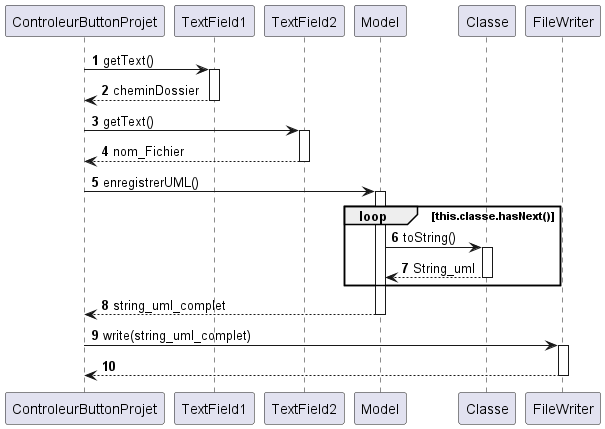 ControleurButtonProjet TextField1 TextField2 Model Classe FileWriter
1 getText()
2 cheminDossier
3 getText()
4 nom_Fichier
5 enregistrerUML()
loop [this.classe.hasNext()]
6 toString()
7 String_uml
8 string_uml_complet
9 write(string_uml_complet)
10
ControleurButtonProjet TextField1 TextField2 Model Classe FileWriter